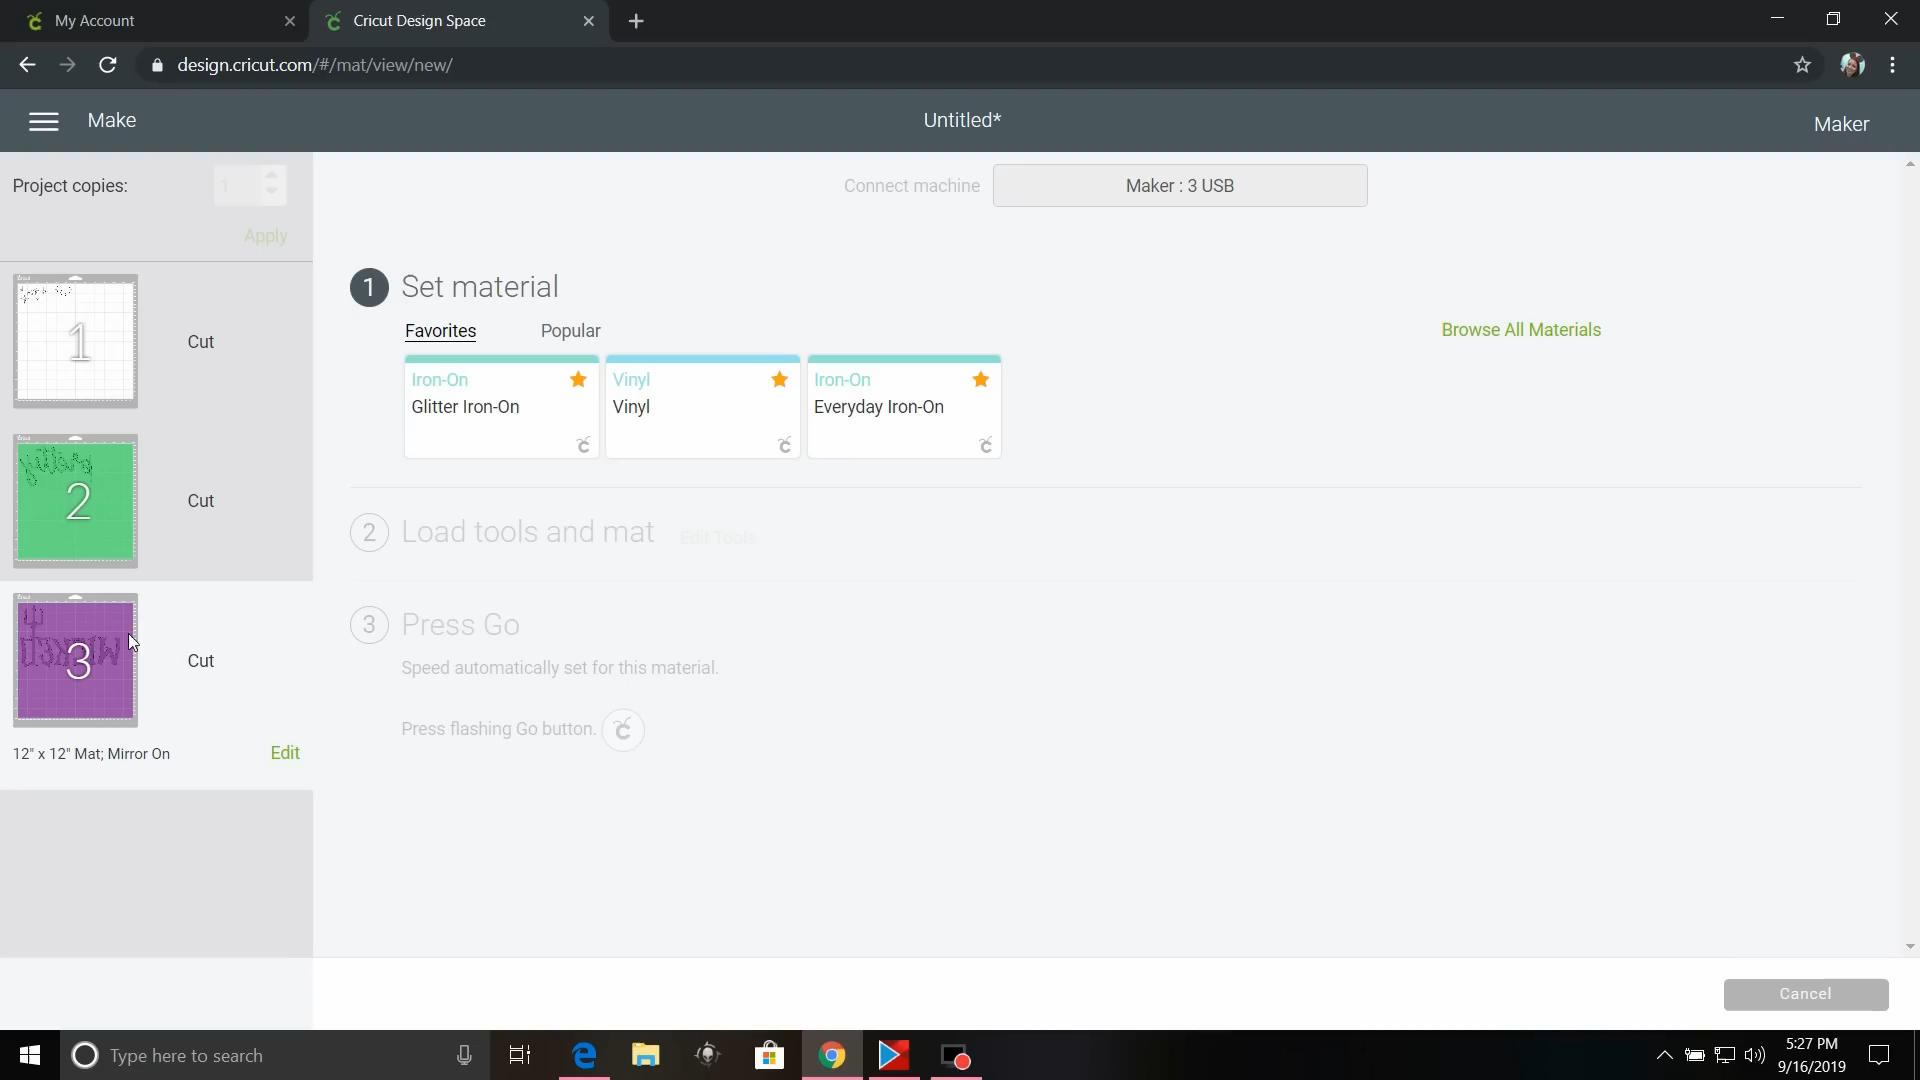 My Account
Cricut Design Space
design.cricut.com/#/mat/view/new/
Make
Untitled*
Maker
Project copies:
1
Apply
Connect machine
Maker : 3 USB
1
Cut
2
Cut
3
Cut
12" x 12" Mat; Mirror On
Edit
1 Set material
Favorites
Popular
Browse All Materials
Iron-On
Glitter Iron-On
Vinyl
Vinyl
Iron-On
Everyday Iron-On
2 Load tools and mat
Edit Tools
3 Press Go
Speed automatically set for this material.
Press flashing Go button.
Cancel
Type here to search
5:27 PM
9/16/2019